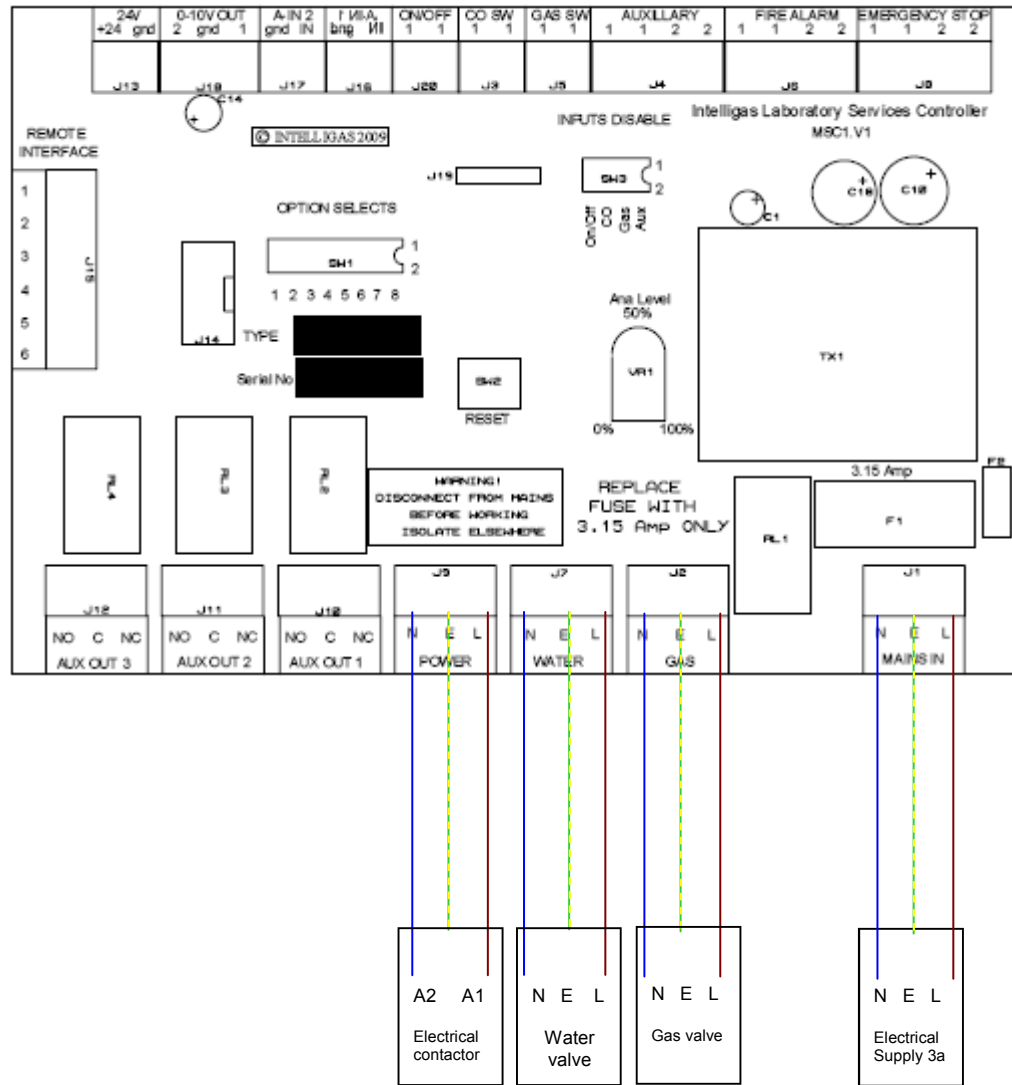 24V 0-10V OUT A-IN 2 A-IN 1 ON/OFF CO SW GAS SW AUXILLARY FIRE ALARM EMERGENCY STOP
+24 gnd 2 gnd 1 gnd IN gnd IN 1 1 1 1 1 1 1 1 2 2 1 1 2 2 1 1 2 2
J13 J18 J17 J16 J20 J3 J5 J4 J6 J8
C14
Intelligas Laboratory Services Controller
MSC1.V1
INPUTS DISABLE
© INTELLIGAS 2009
REMOTE
INTERFACE
J19
SW3
1
2
On/Off
CO
Gas
Aux
C1
C18
C10
1
2
3
4
5
6
J15
OPTION SELECTS
SW1
1
2
1 2 3 4 5 6 7 8
J14
TYPE
Serial No
SW2
RESET
Ana Level
50%
VR1
0% 100%
TX1
3.15 Amp
F2
F1
RL4
RL3
RL2
RL1
WARNING!
DISCONNECT FROM MAINS
BEFORE WORKING
ISOLATE ELSEWHERE
REPLACE
FUSE WITH
3.15 Amp ONLY
J12 J11 J10 J9 J7 J2 J1
NO C NC NO C NC NO C NC N E L N E L N E L N E L
AUX OUT 3 AUX OUT 2 AUX OUT 1 POWER WATER GAS MAINS IN
A2 A1
Electrical
contactor
N E L
Water
valve
N E L
Gas valve
N E L
Electrical
Supply 3a